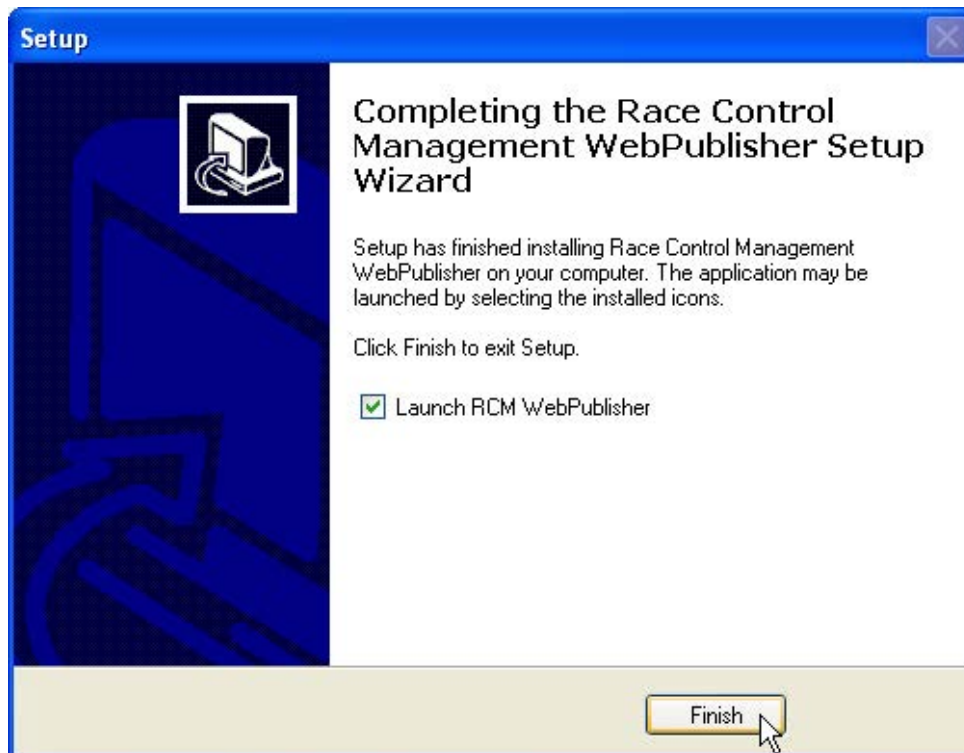 Setup
Completing the Race Control
Management WebPublisher Setup
Wizard
Setup has finished installing Race Control Management
WebPublisher on your computer. The application may be
launched by selecting the installed icons.
Click Finish to exit Setup.
Launch RCM WebPublisher
Finish